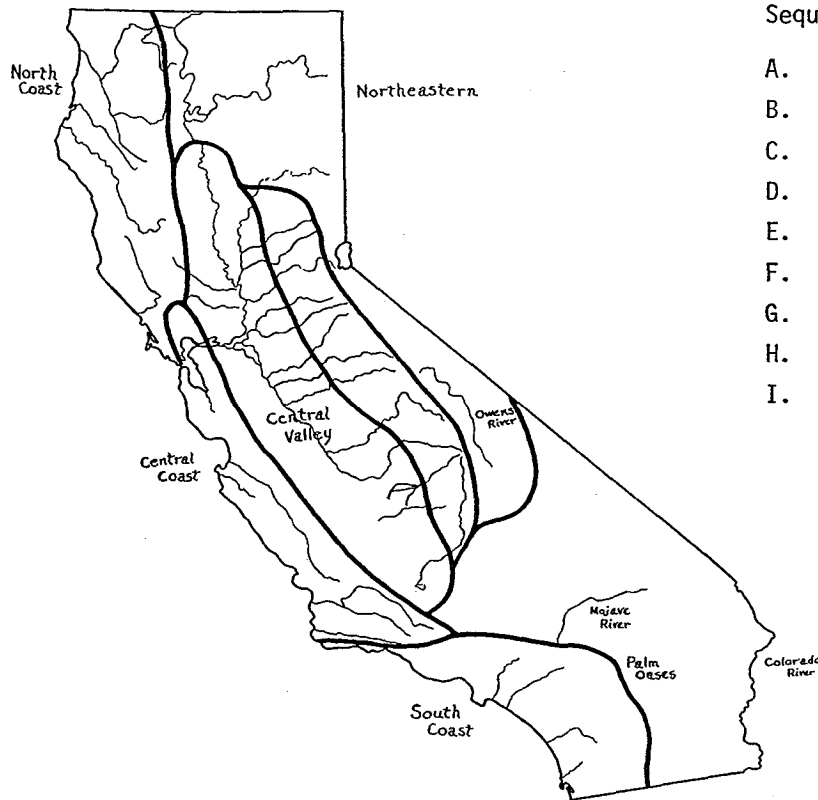 Sequ
A.
B.
C.
D.
E.
F.
G.
H.
I.
North
Coast
Northeastern
Owens
River
Central
Valley
Central
Coast
Mojave
River
Palm
Oases
Colorado
River
South
Coast